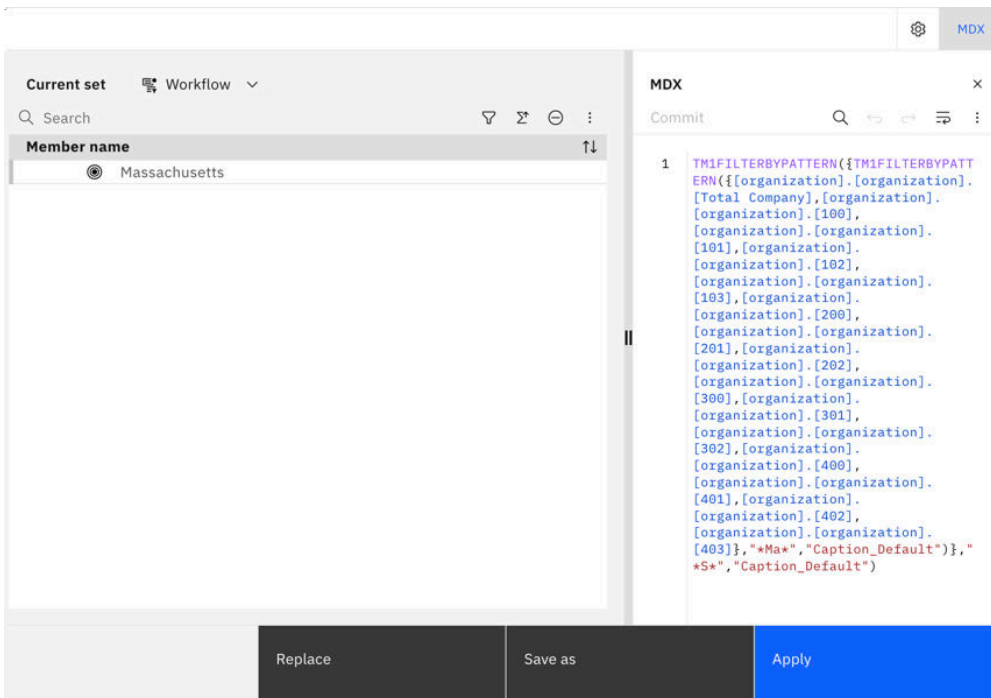 MDX
Current set
Workflow
MDX
Search
Commit
Member name
Massachusetts
1
TM1FILTERBYPATTERN({TM1FILTERBYPATT
ERN({[organization].[organization].
[Total Company],[organization].
[organization].[100],
[organization].[organization].
[101],[organization].
[organization].[102],
[organization].[organization].
[103],[organization].
[organization].[200],
[organization].[organization].
[201],[organization].
[organization].[202],
[organization].[organization].
[300],[organization].
[organization].[301],
[organization].[organization].
[302],[organization].
[organization].[400],
[organization].[organization].
[401],[organization].
[organization].[402],
[organization].[organization].
[403]},"*Ma*","Caption_Default")},"
*S*","Caption_Default")
Replace
Save as
Apply